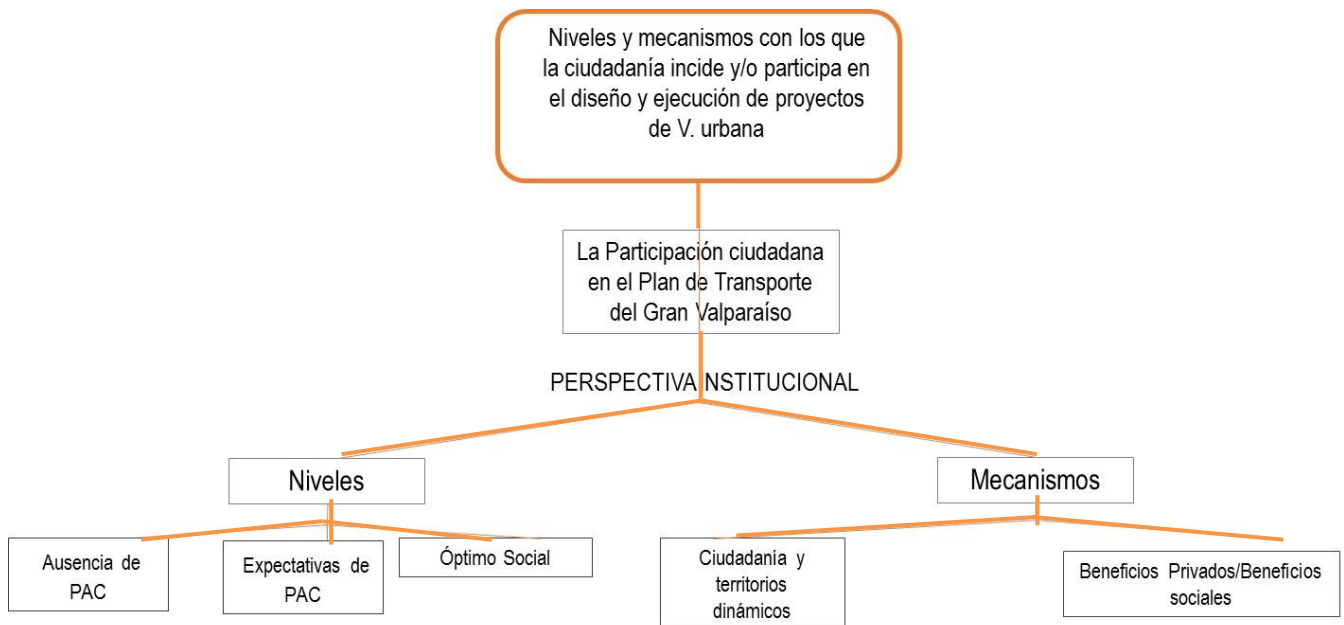 Niveles y mecanismos con los que
la ciudadanía incide y/o participa en
el diseño y ejecución de proyectos
de V. urbana
La Participación ciudadana
en el Plan de Transporte
del Gran Valparaíso
PERSPECTIVA INSTITUCIONAL
Niveles
Mecanismos
Ausencia de
PAC
Expectativas de
PAC
Óptimo Social
Ciudadanía y
territorios
dinámicos
Beneficios Privados/Beneficios
sociales